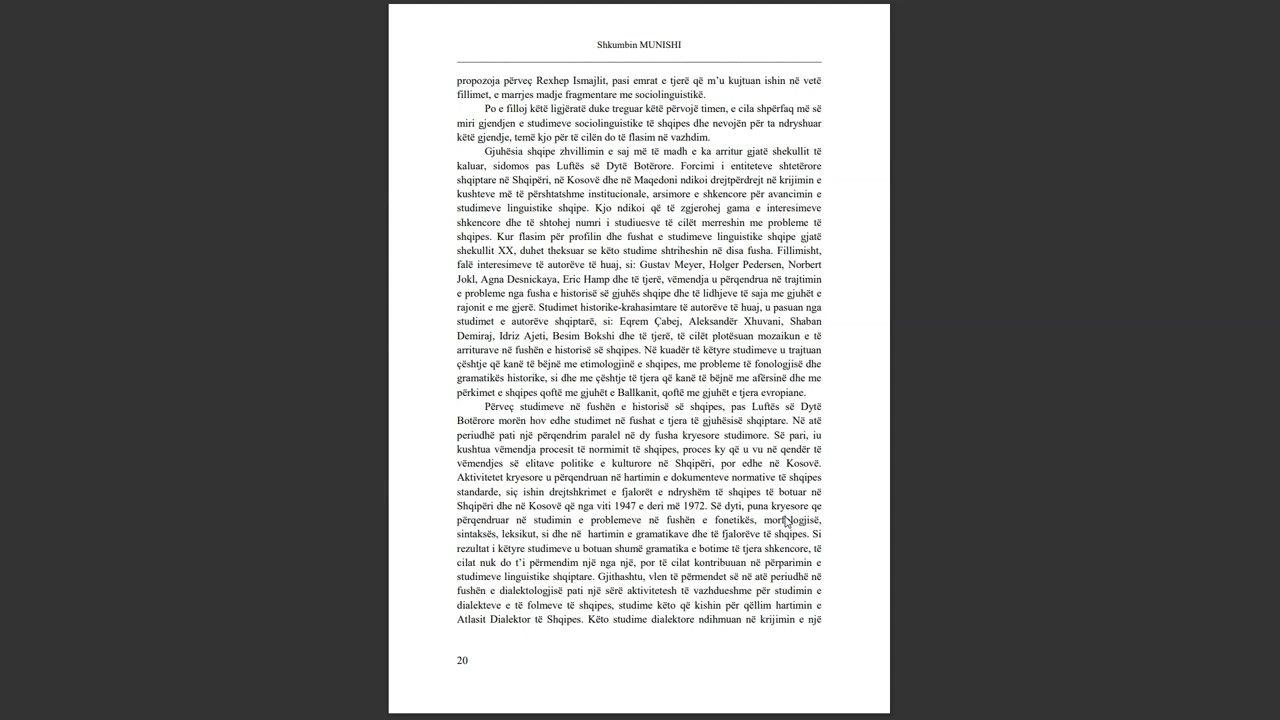 Shkumbin MUNISHI
propozoja përveç Rexhep Ismajlit, pasi emrat e tjerë që m’u kujtuan ishin në vetë
fillimet, e marrjes madje fragmentare me sociolinguistikë.
Po e filloj këtë ligjëratë duke treguar këtë përvojë timen, e cila shpërfaq më së
miri gjendjen e studimeve sociolinguistike të shqipes dhe nevojën për ta ndryshuar
këtë gjendje, temë kjo për të cilën do të flasim në vazhdim.
Gjuhësia shqipe zhvillimin e saj më të madh e ka arritur gjatë shekullit të
kaluar, sidomos pas Luftës së Dytë Botërore. Forcimi i entiteteve shtetërore
shqiptare në Shqipëri, në Kosovë dhe në Maqedoni ndikoi drejtpërdrejt në krijimin e
kushteve më të përshtatshme institucionale, arsimore e shkencore për avancimin e
studimeve linguistike shqipe. Kjo ndikoi që të zgjerohej gama e interesimeve
shkencore dhe të shtohej numri i studiuesve të cilët merreshin me probleme të
shqipes. Kur flasim për profilin dhe fushat e studimeve linguistike shqipe gjatë
shekullit XX, duhet theksuar se këto studime shtriheshin në disa fusha. Fillimisht,
falë interesimeve të autorëve të huaj, si: Gustav Meyer, Holger Pedersen, Norbert
Jokl, Agna Desnickaya, Eric Hamp dhe të tjerë, vëmendja u përqendrua në trajtimin
e probleme nga fusha e historisë së gjuhës shqipe dhe të lidhjeve të saja me gjuhët e
rajonit e me gjerë. Studimet historike-krahasimtare të autorëve të huaj, u pasuan nga
studimet e autorëve shqiptarë, si: Eqrem Çabej, Aleksandër Xhuvani, Shaban
Demiraj, Idriz Ajeti, Besim Bokshi dhe të tjerë, të cilët plotësuan mozaikun e të
arriturave në fushën e historisë së shqipes. Në kuadër të këtyre studimeve u trajtuan
çështje që kanë të bëjnë me etimologjinë e shqipes, me probleme të fonologjisë dhe
gramatikës historike, si dhe me çështje të tjera që kanë të bëjnë me afërsinë dhe me
përkimet e shqipes qoftë me gjuhët e Ballkanit, qoftë me gjuhët e tjera evropiane.
Përveç studimeve në fushën e historisë së shqipes, pas Luftës së Dytë
Botërore morën hov edhe studimet në fushat e tjera të gjuhësisë shqiptare. Në atë
periudhë pati një përqendrim paralel në dy fusha kryesore studimore. Së pari, iu
kushtua vëmendja procesit të normimit të shqipes, proces ky që u vu në qendër të
vëmendjes së elitave politike e kulturore në Shqipëri, por edhe në Kosovë.
Aktivitetet kryesore u përqendruan në hartimin e dokumenteve normative të shqipes
standarde, siç ishin drejtshkrimet e fjalorët e ndryshëm të shqipes të botuar në
Shqipëri dhe në Kosovë që nga viti 1947 e deri më 1972. Së dyti, puna kryesore qe
përqendruar në studimin e problemeve në fushën e fonetikës, morfologjisë,
sintaksës, leksikut, si dhe në hartimin e gramatikave dhe të fjalorëve të shqipes. Si
rezultat i këtyre studimeve u botuan shumë gramatika e botime të tjera shkencore, të
cilat nuk do t’i përmendim një nga një, por të cilat kontribuuan në përparimin e
studimeve linguistike shqiptare. Gjithashtu, vlen të përmendet së në atë periudhë në
fushën e dialektologjisë pati një sërë aktivitetesh të vazhdueshme për studimin e
dialekteve e të folmeve të shqipes, studime këto që kishin për qëllim hartimin e
Atlasit Dialektor të Shqipes. Këto studime dialektore ndihmuan në krijimin e një
20